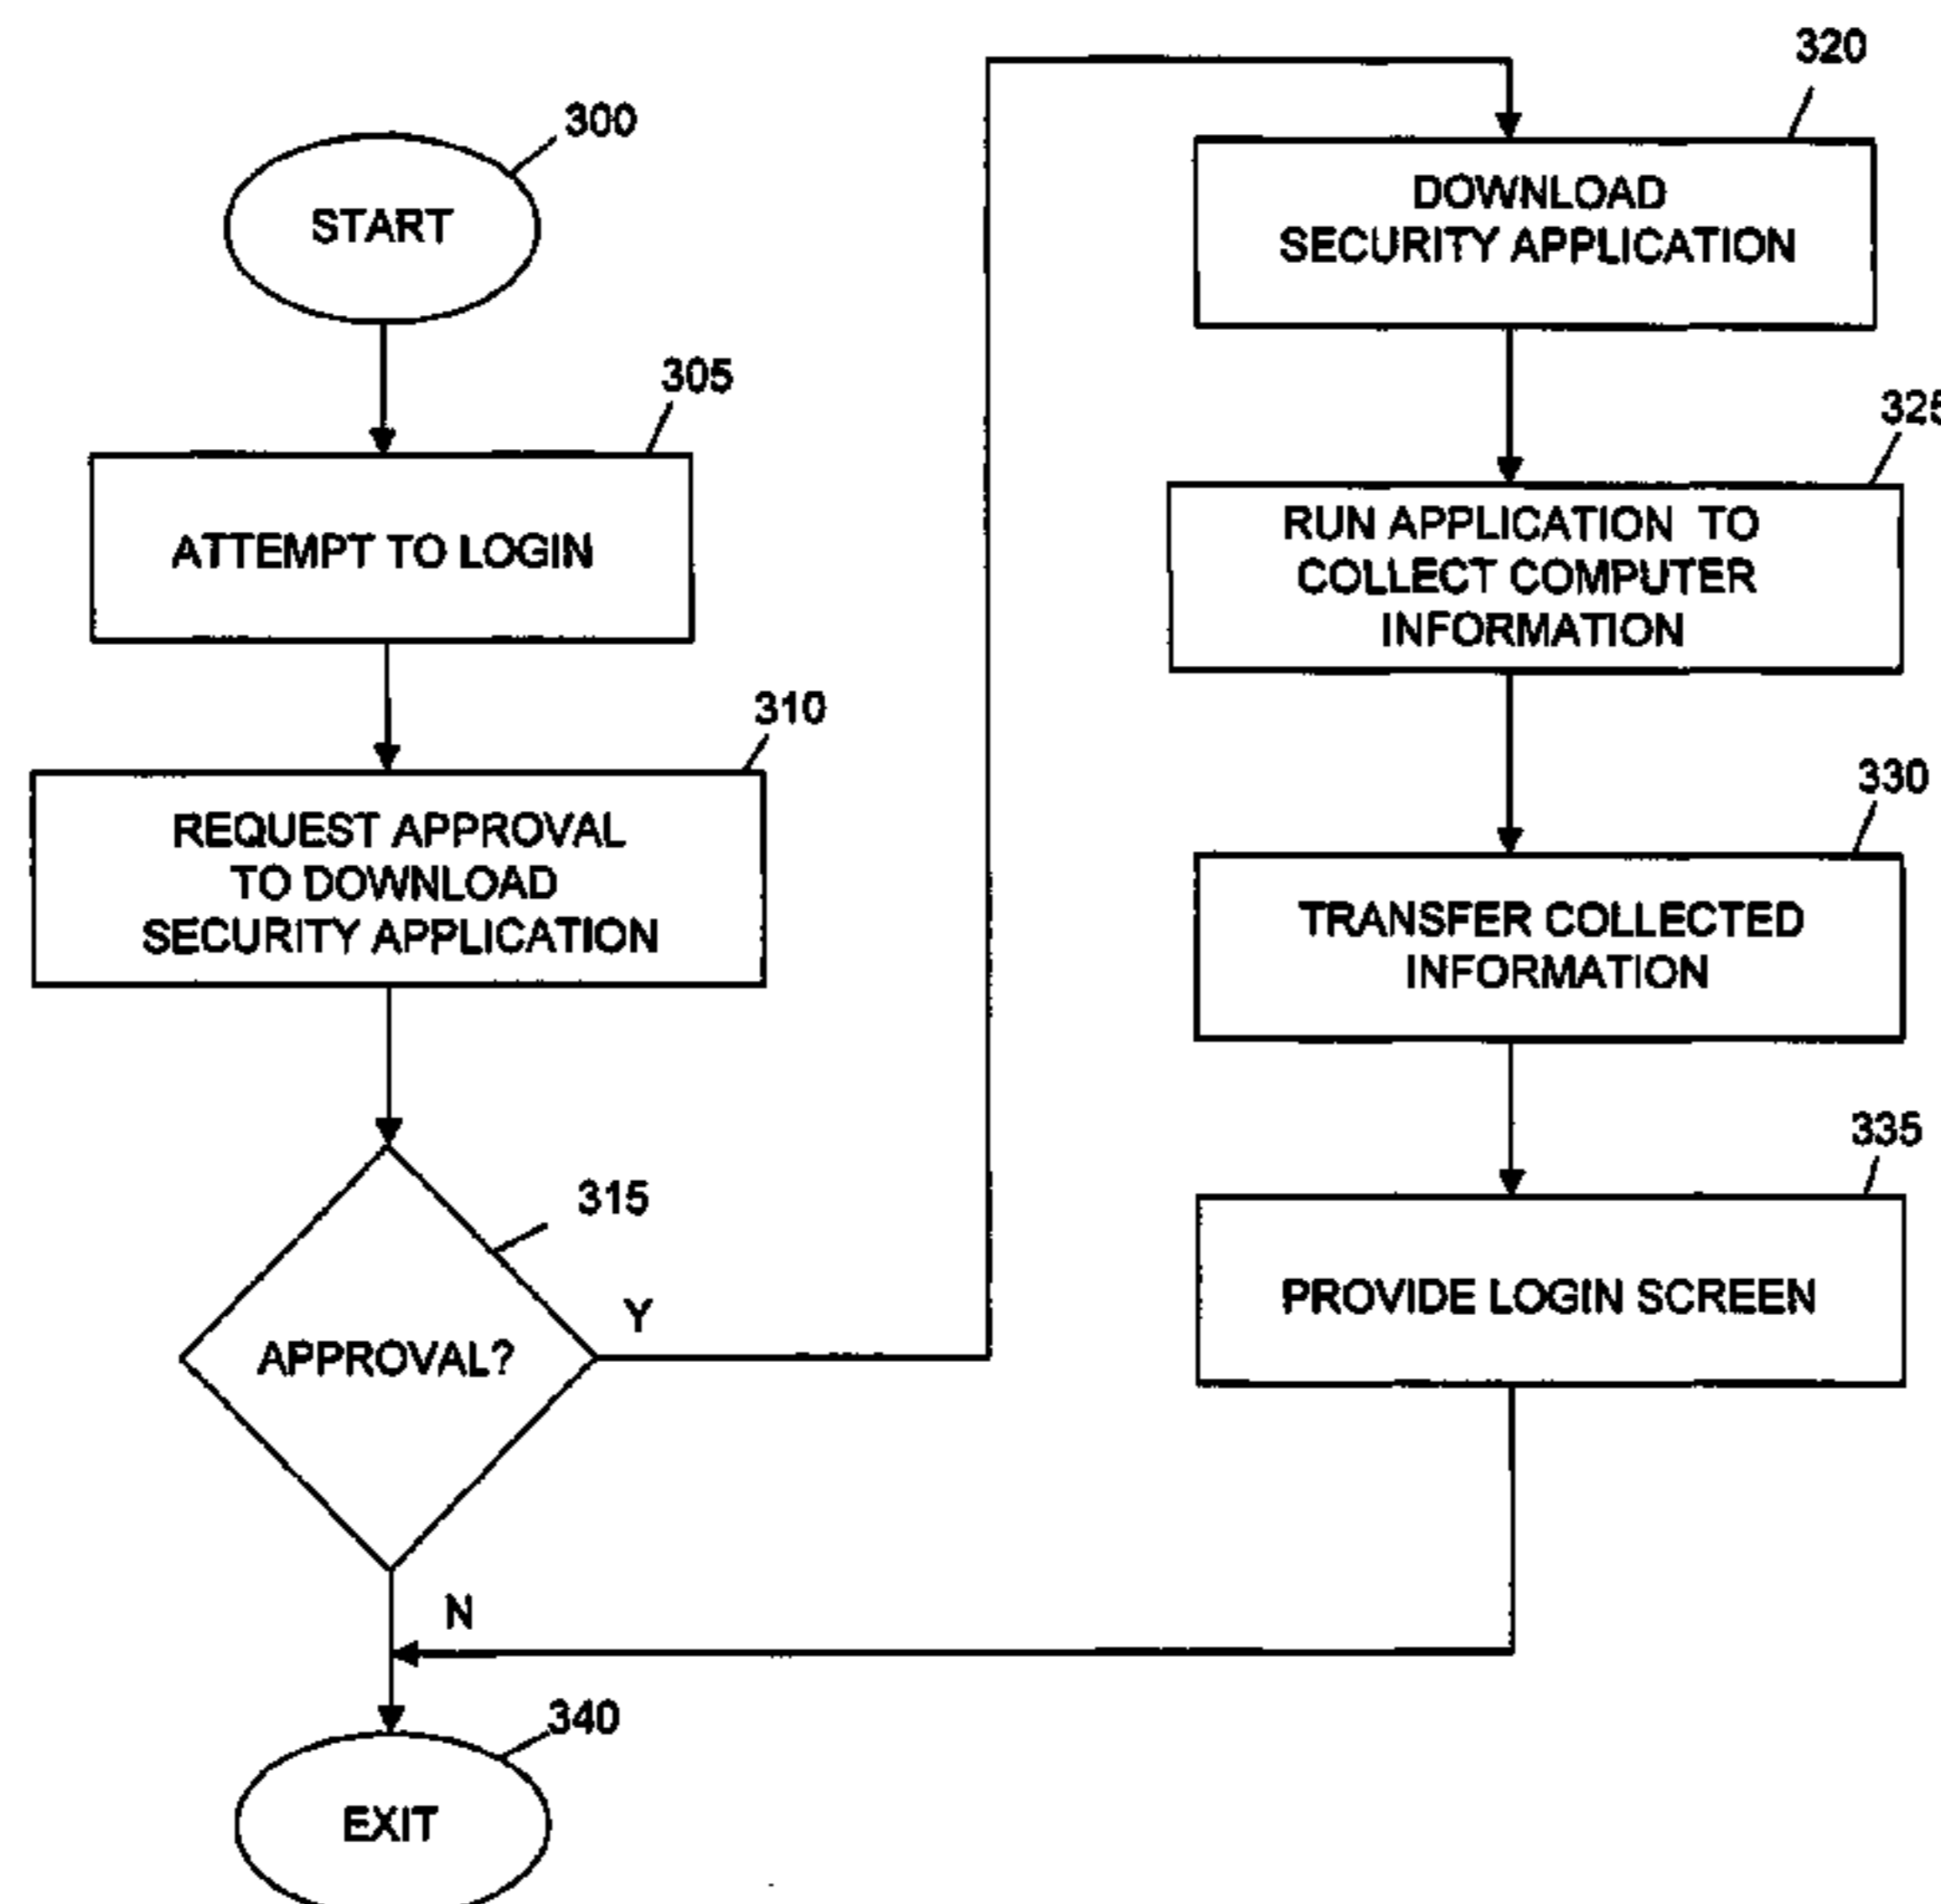 300
START
305
ATTEMPT TO LOGIN
310
REQUEST APPROVAL
TO DOWNLOAD
SECURITY APPLICATION
315
APPROVAL?
Y
N
340
EXIT
320
DOWNLOAD
SECURITY APPLICATION
325
RUN APPLICATION TO
COLLECT COMPUTER
INFORMATION
330
TRANSFER COLLECTED
INFORMATION
335
PROVIDE LOGIN SCREEN